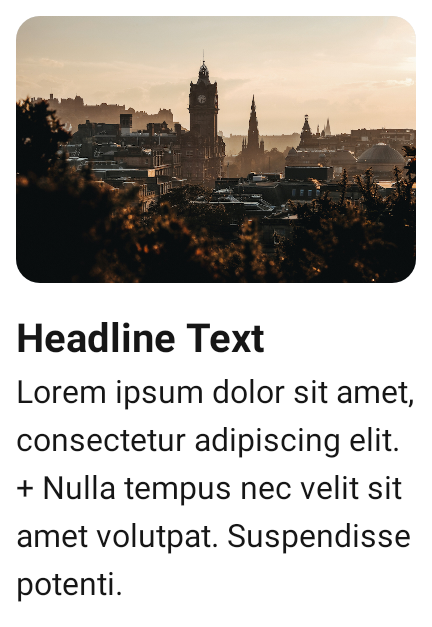 Headline Text
Lorem ipsum dolor sit amet,
consectetur adipiscing elit.
+ Nulla tempus nec velit sit
amet volutpat. Suspendisse
potenti.